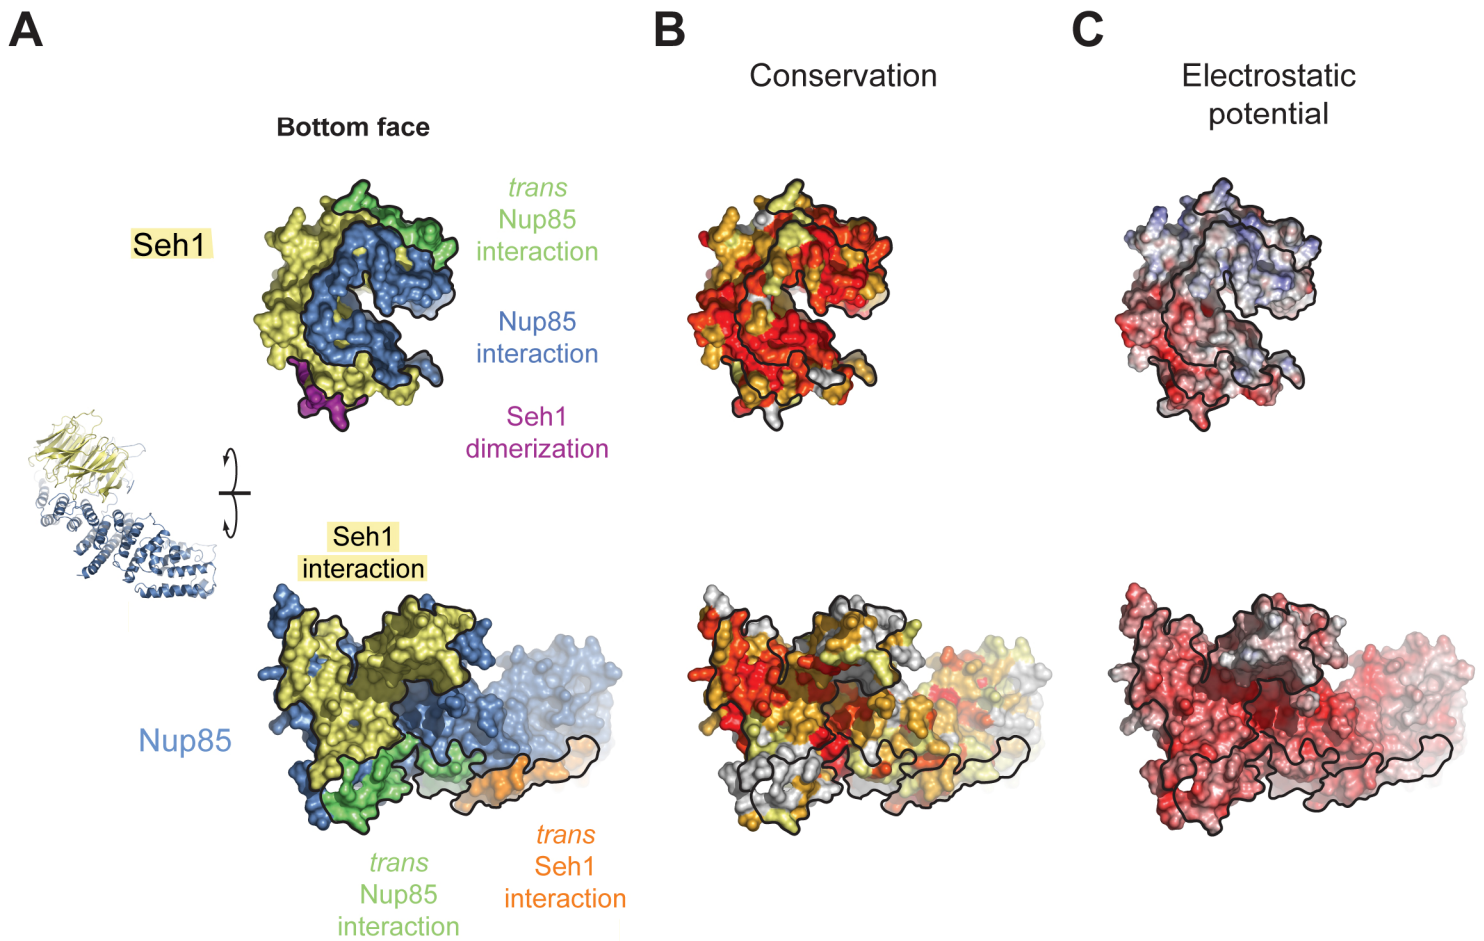 A
B
C
Conservation
Electrostatic
potential
Bottom face
trans
Nup85
interaction
Seh1
Nup85
interaction
Seh1
dimerization
Seh1
interaction
Nup85
trans
Nup85
interaction
trans
Seh1
interaction